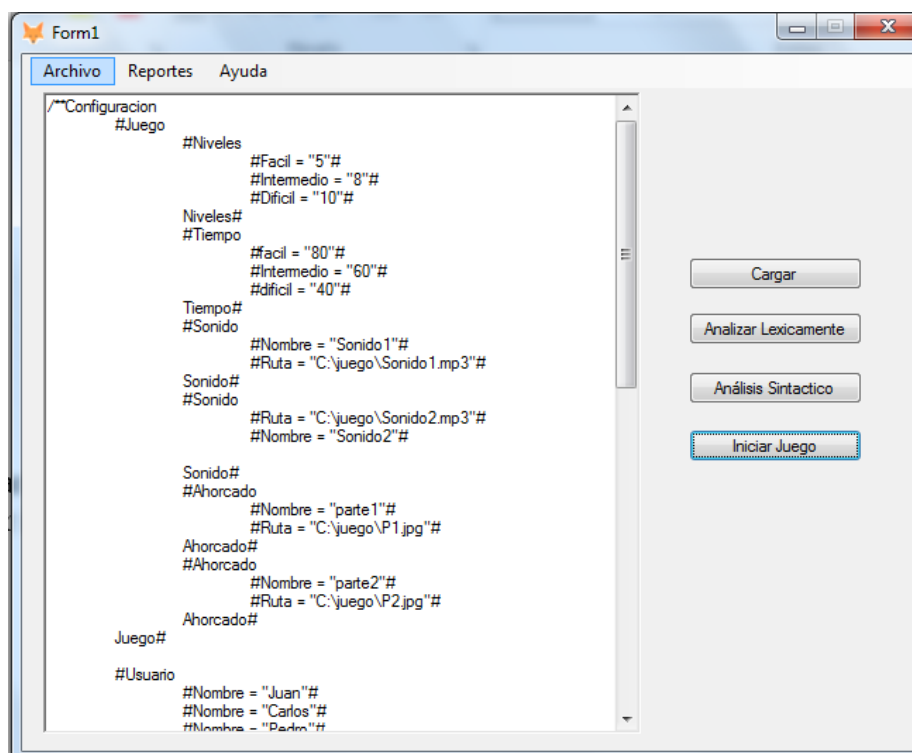 Form1
Archivo Reportes Ayuda
/**Configuracion
#Juego
#Niveles
#Facil = "5"#
#Intermedio = "8"#
#Dificil = "10"#
Niveles#
#Tiempo
#facil = "80"#
#Intermedio = "60"#
#dificil = "40"#
Tiempo#
#Sonido
#Nombre = "Sonido1"#
#Ruta = "C:\juego\Sonido1.mp3"#
Sonido#
#Sonido
#Ruta = "C:\juego\Sonido2.mp3"#
#Nombre = "Sonido2"#
Sonido#
#Ahorcado
#Nombre = "parte1"#
#Ruta = "C:\juego\P1.jpg"#
Ahorcado#
#Ahorcado
#Nombre = "parte2"#
#Ruta = "C:\juego\P2.jpg"#
Ahorcado#
Juego#
#Usuario
#Nombre = "Juan"#
#Nombre = "Carlos"#
#Nombre = "Pedro"#
Cargar
Analizar Lexicamente
Análisis Sintactico
Iniciar Juego